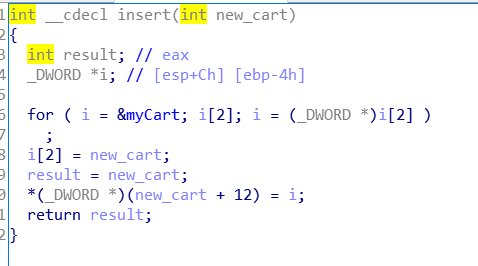 1 int __cdecl insert(int new_cart)
2 {
3   int result; // eax
4   _DWORD *i; // [esp+Ch] [ebp-4h]
5
6   for ( i = &myCart; i[2]; i = (_DWORD *)i[2] )
7     ;
8   i[2] = new_cart;
9   result = new_cart;
0   *(_DWORD *)(new_cart + 12) = i;
1   return result;
2 }